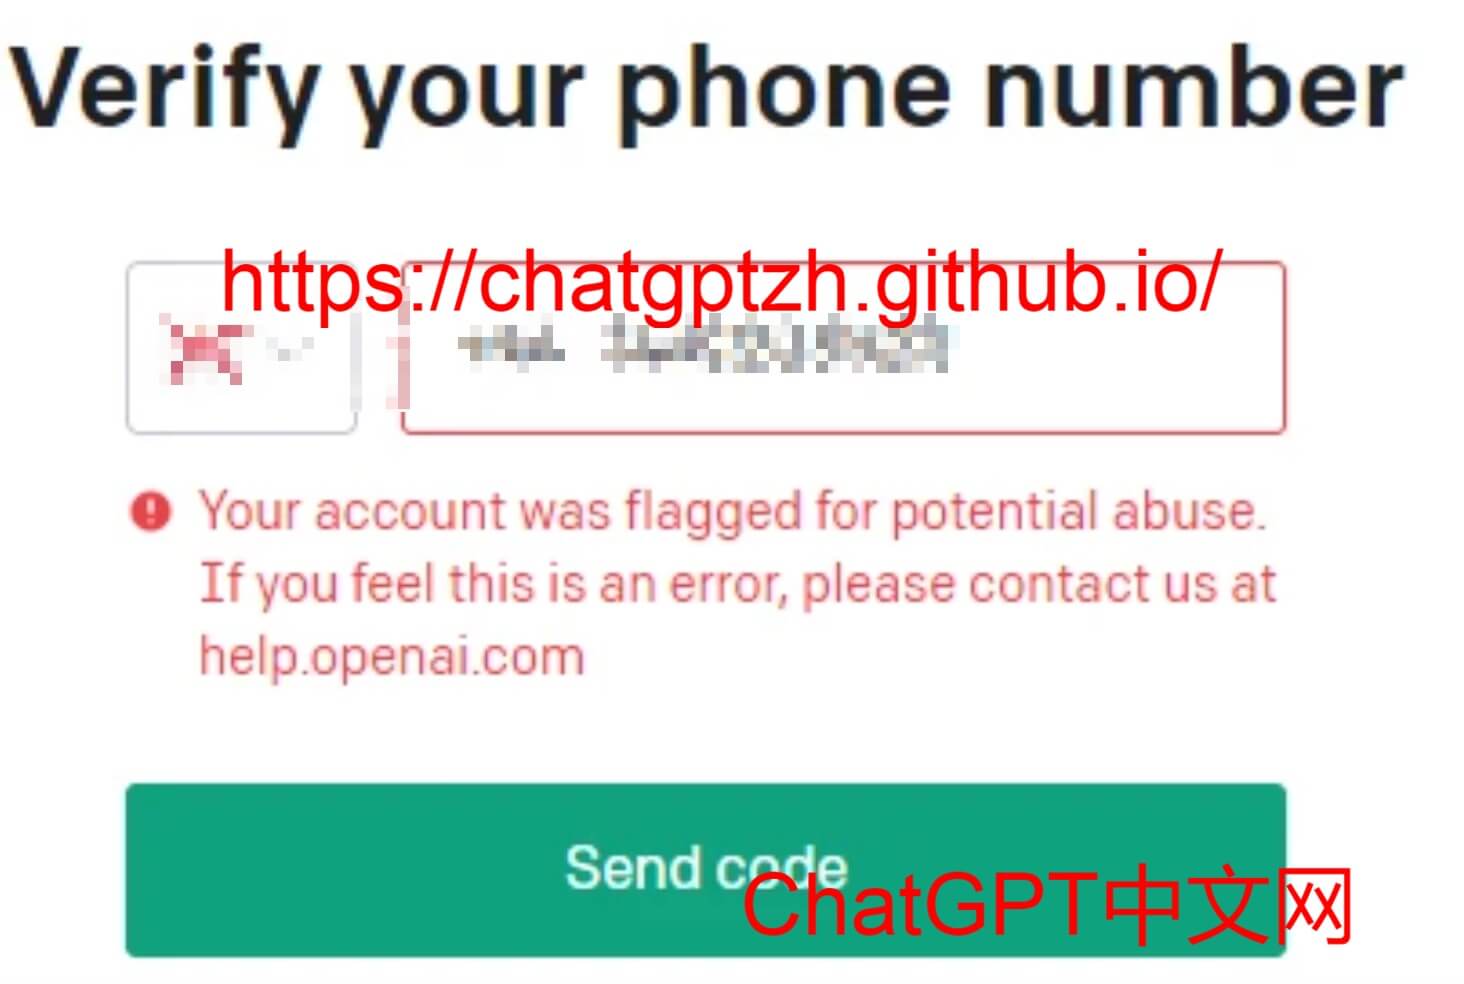 Verify your phone number
https://chatgptzh.github.io/
Your account was flagged for potential abuse.
If you feel this is an error, please contact us at
help.openai.com
Send code
ChatGPT中文网